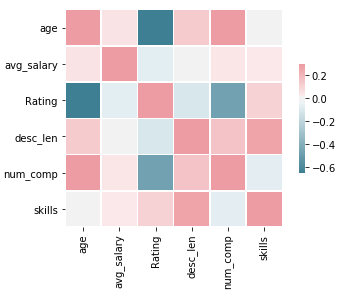 age
avg_salary
Rating
desc_len
num_comp
skills
age
avg_salary
Rating
desc_len
num_comp
skills
0.2
0.0
−0.2
−0.4
−0.6